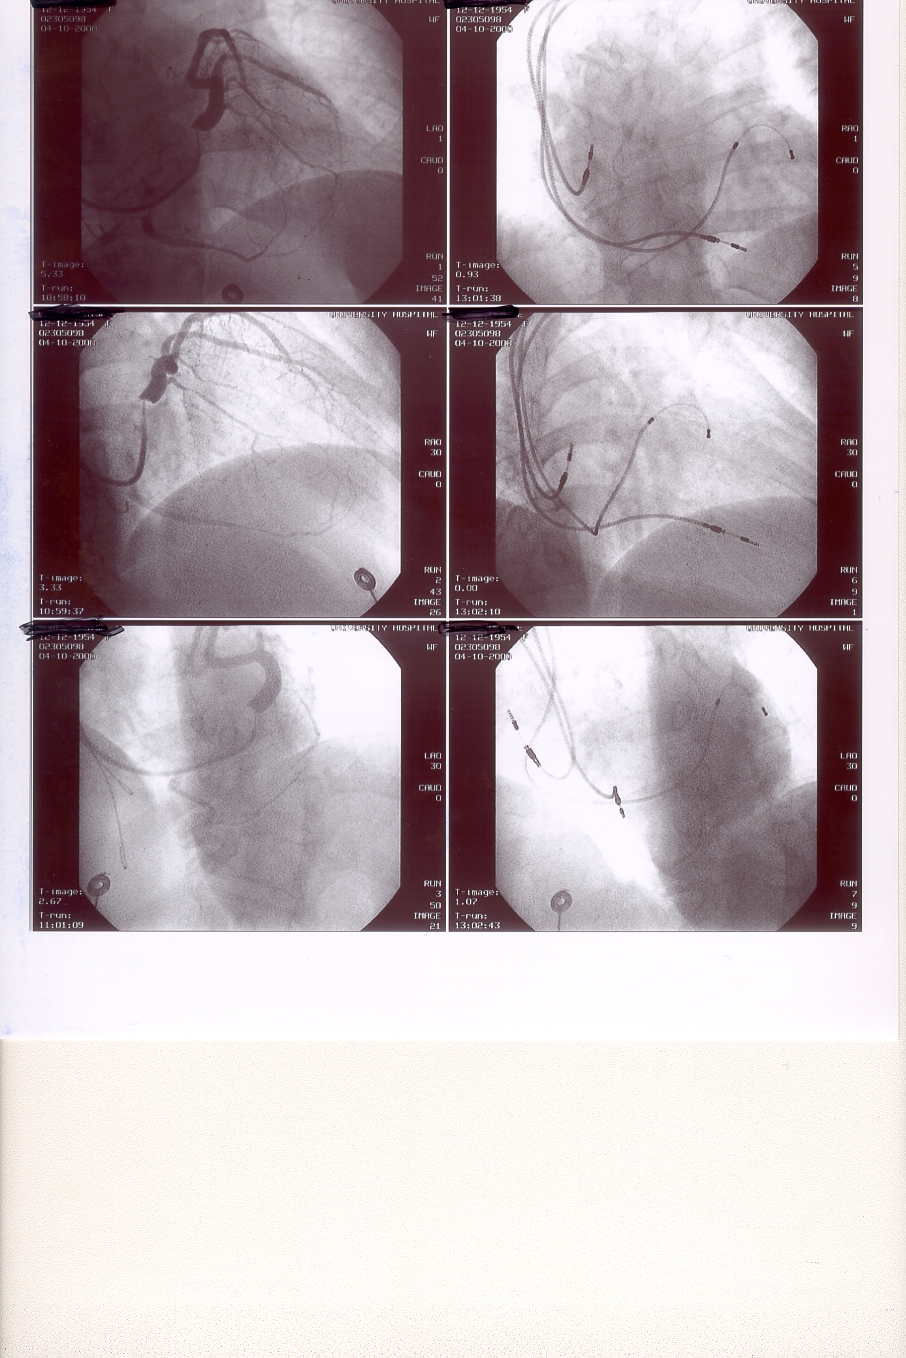 12-12-1954 F
UNIVERSITY HOSPITAL
02305098
WF
04-10-2000
LAO
1
CAUD
0
RUN
1
52
T-image:
5.33
T-run:
10:58:10
IMAGE
41
12-12-1954 F
UNIVERSITY HOSPITAL
02305098
WF
04-10-2000
RAO
1
CAUD
0
RUN
5
9
T-image:
0.93
T-run:
13:01:38
IMAGE
8
12-12-1954 F
UNIVERSITY HOSPITAL
02305098
WF
04-10-2000
RAO
30
CAUD
0
RUN
2
43
T-image:
3.33
T-run:
10:59:37
IMAGE
26
12-12-1954 F
UNIVERSITY HOSPITAL
02305098
WF
04-10-2000
RAO
30
CAUD
0
RUN
6
9
T-image:
0.00
T-run:
13:02:10
IMAGE
1
12-12-1954 F
UNIVERSITY HOSPITAL
02305098
WF
04-10-2000
LAO
30
CAUD
0
RUN
3
50
T-image:
2.67
T-run:
11:01:09
IMAGE
21
12-12-1954 F
UNIVERSITY HOSPITAL
02305098
WF
04-10-2000
LAO
30
CAUD
0
RUN
7
9
T-image:
1.07
T-run:
13:02:43
IMAGE
9